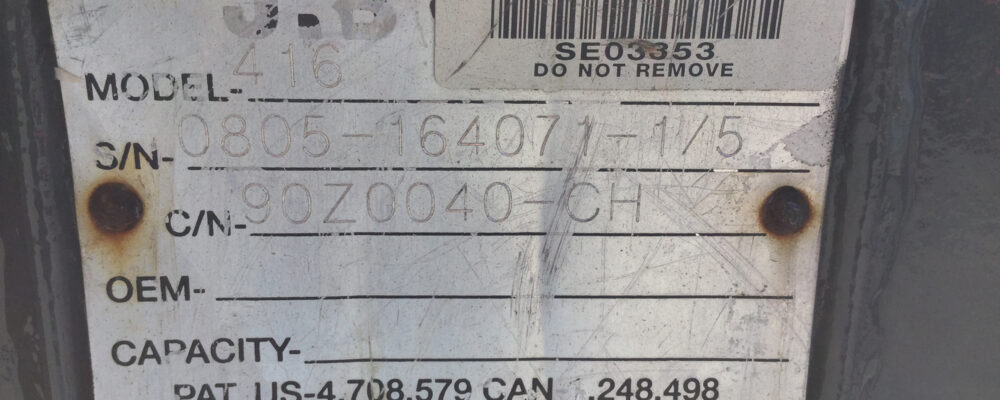 SE03353
DO NOT REMOVE
MODEL- 416
S/N- 0805-164071-1/5
C/N- 90Z0040-CH
OEM-
CAPACITY-
PAT US-4,708,579 CAN .248,498